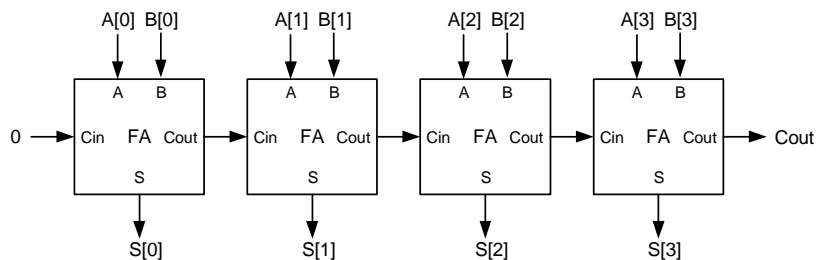 A[0] B[0] A[1] B[1] A[2] B[2] A[3] B[3]
A B A B A B A B
0 Cin FA Cout Cin FA Cout Cin FA Cout Cin FA Cout Cout
S S S S
S[0] S[1] S[2] S[3]